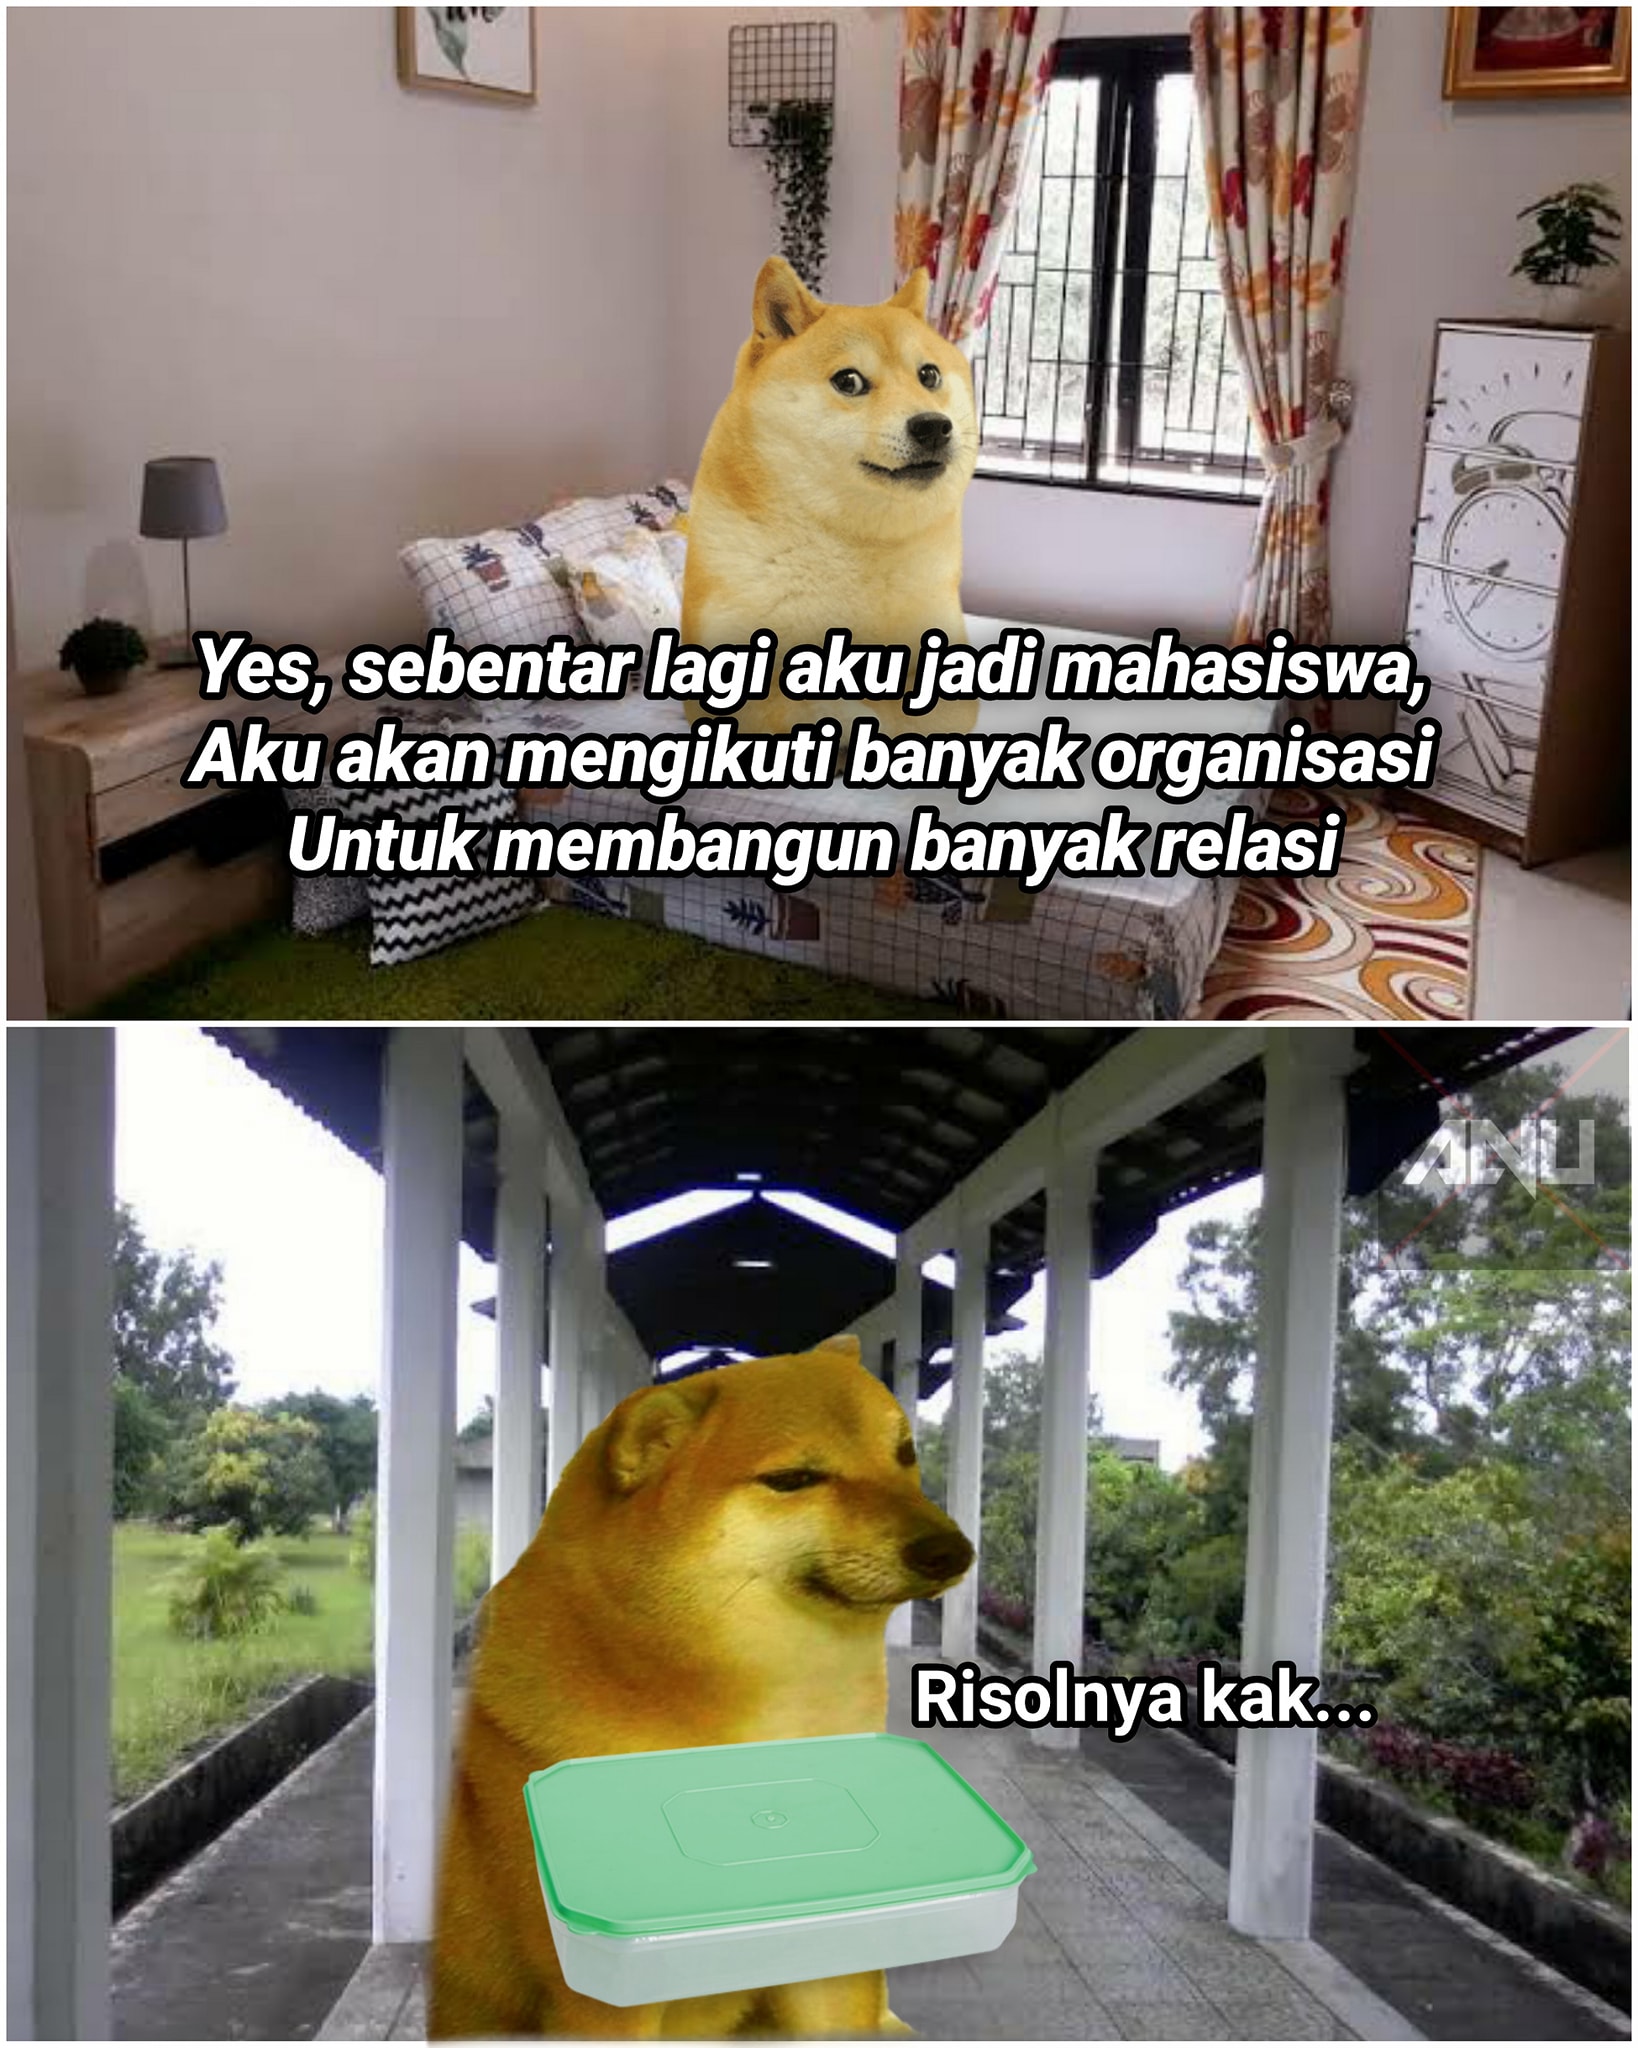 Yes, sebentar lagi aku jadi mahasiswa,
Aku akan mengikuti banyak organisasi
Untuk membangun banyak relasi
ANU
Risolnya kak...